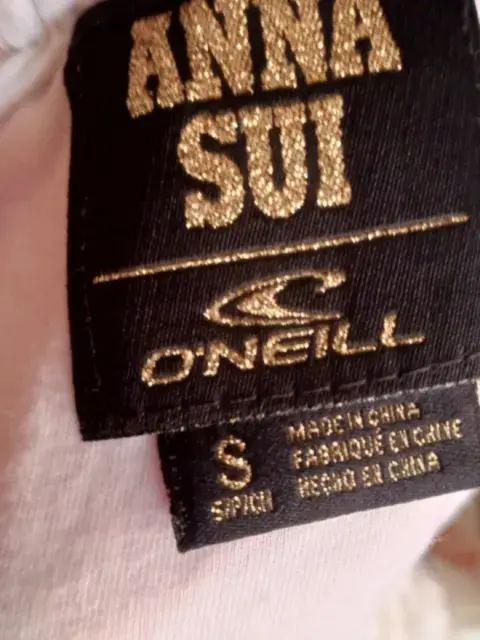 ANNA
SUI
O'NEILL
S
S/P/CH
MADE IN CHINA
FABRIQUÉ EN CHINE
HECHO EN CHINA